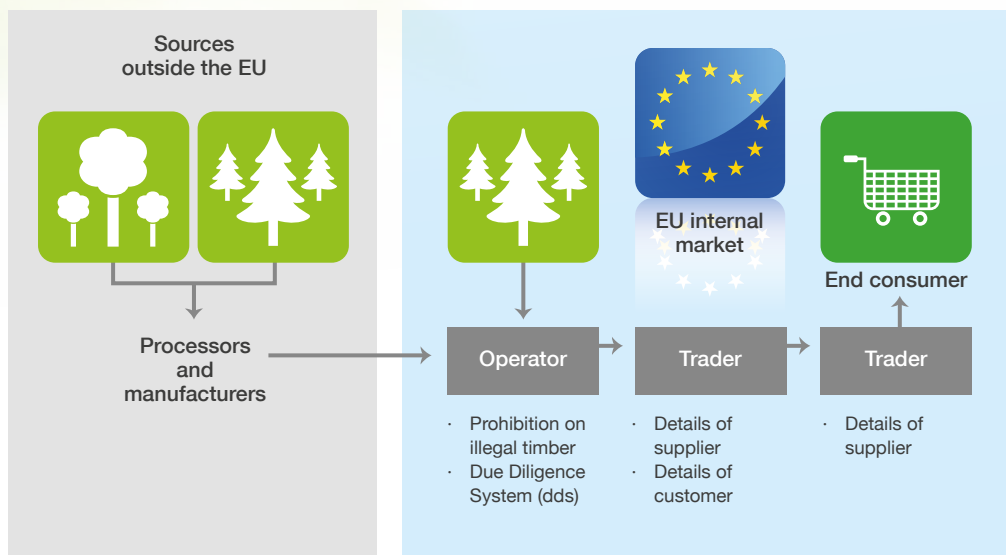 Sources
outside the EU
Processors
and
manufacturers
EU internal
market
End consumer
Operator
Trader
Trader
· Prohibition on
illegal timber
· Due Diligence
System (dds)
· Details of
supplier
· Details of
customer
· Details of
supplier